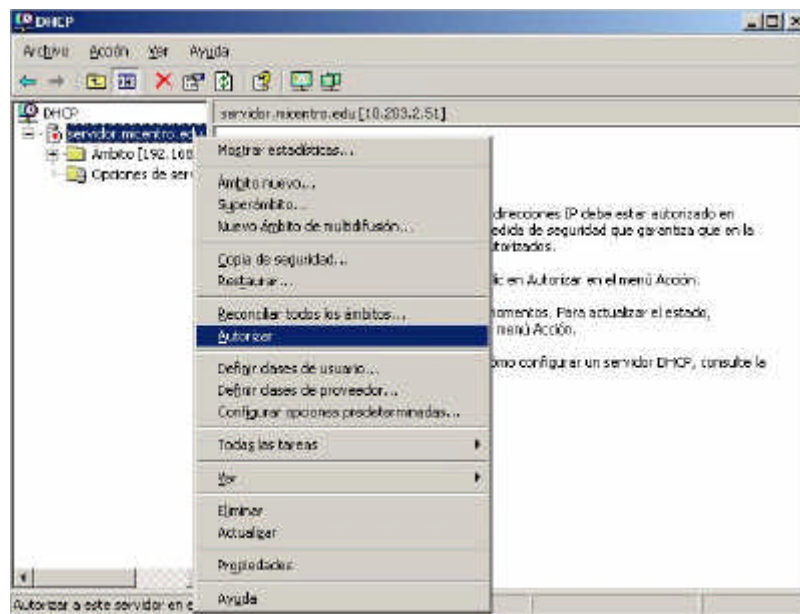 DHCP
Archivo Acción Ver Ayuda
DHCP
servidor.micentro.edu
Ámbito [192.168
Opciones de serv
servidor.micentro.edu [10.203.2.51]
direcciones IP debe estar autorizado en
edida de seguridad que garantiza que en la
utorizados.
lic en Autorizar en el menú Acción.
omentos. Para actualizar el estado,
menú Acción.
ómo configurar un servidor DHCP, consulte la
Mostrar estadísticas...
Ámbito nuevo...
Superámbito...
Nuevo ámbito de multidifusión...
Copia de seguridad...
Restaurar...
Reconciliar todos los ámbitos...
Autorizar
Definir clases de usuario...
Definir clases de proveedor...
Configurar opciones predeterminadas...
Todas las tareas
Ver
Eliminar
Actualizar
Propiedades
Ayuda
Autorizar a este servidor en e